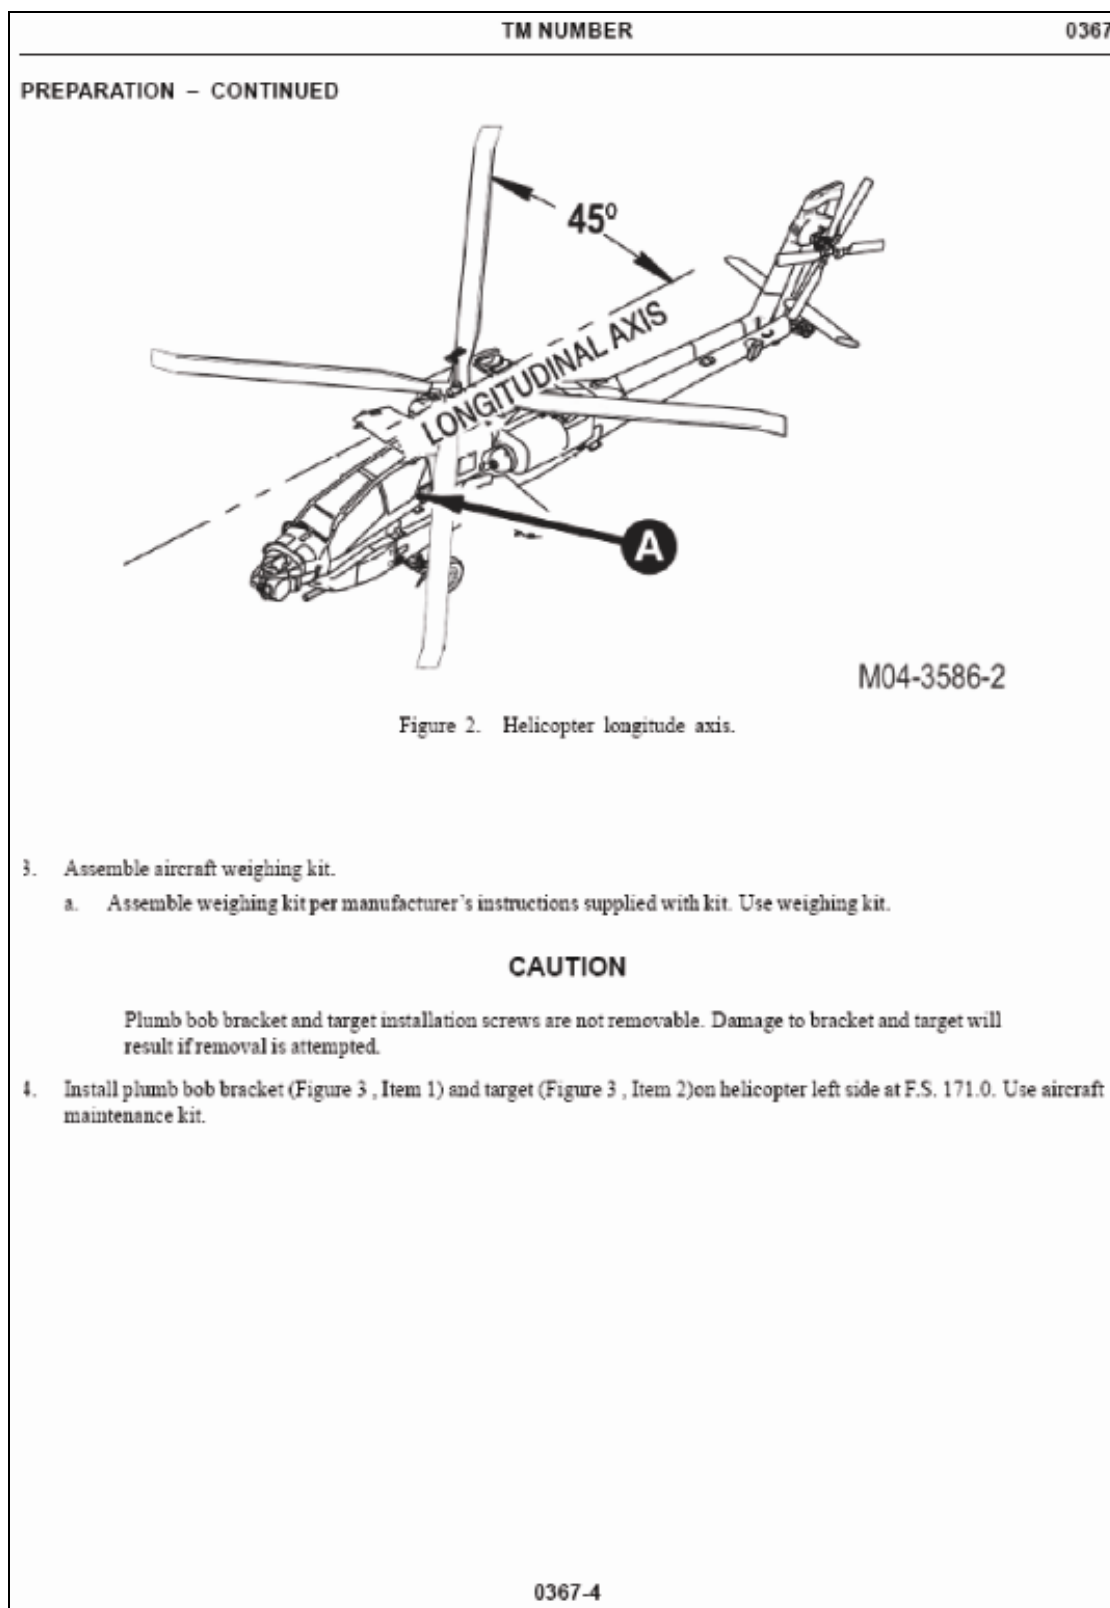 TM NUMBER 0367
PREPARATION – CONTINUED
45º
LONGITUDINAL AXIS
A
M04-3586-2
Figure 2. Helicopter longitude axis.
3. Assemble aircraft weighing kit.
a. Assemble weighing kit per manufacturer's instructions supplied with kit. Use weighing kit.
CAUTION
Plumb bob bracket and target installation screws are not removable. Damage to bracket and target will
result if removal is attempted.
4. Install plumb bob bracket (Figure 3 , Item 1) and target (Figure 3 , Item 2)on helicopter left side at F.S. 171.0. Use aircraft
maintenance kit.
0367-4